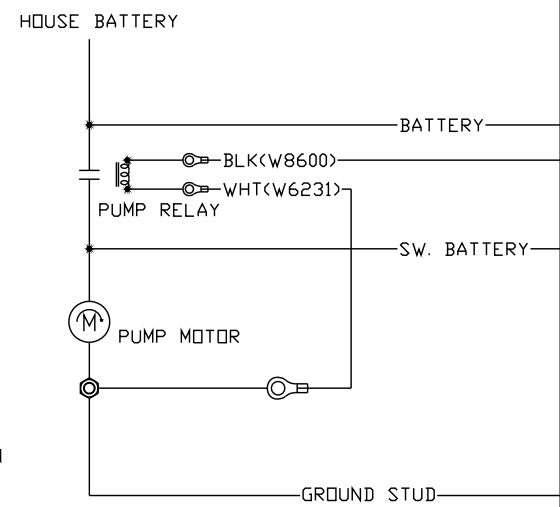 HOUSE BATTERY
BATTERY
BLK(W8600)
WHT(W6231)
PUMP RELAY
SW. BATTERY
M
PUMP MOTOR
GROUND STUD